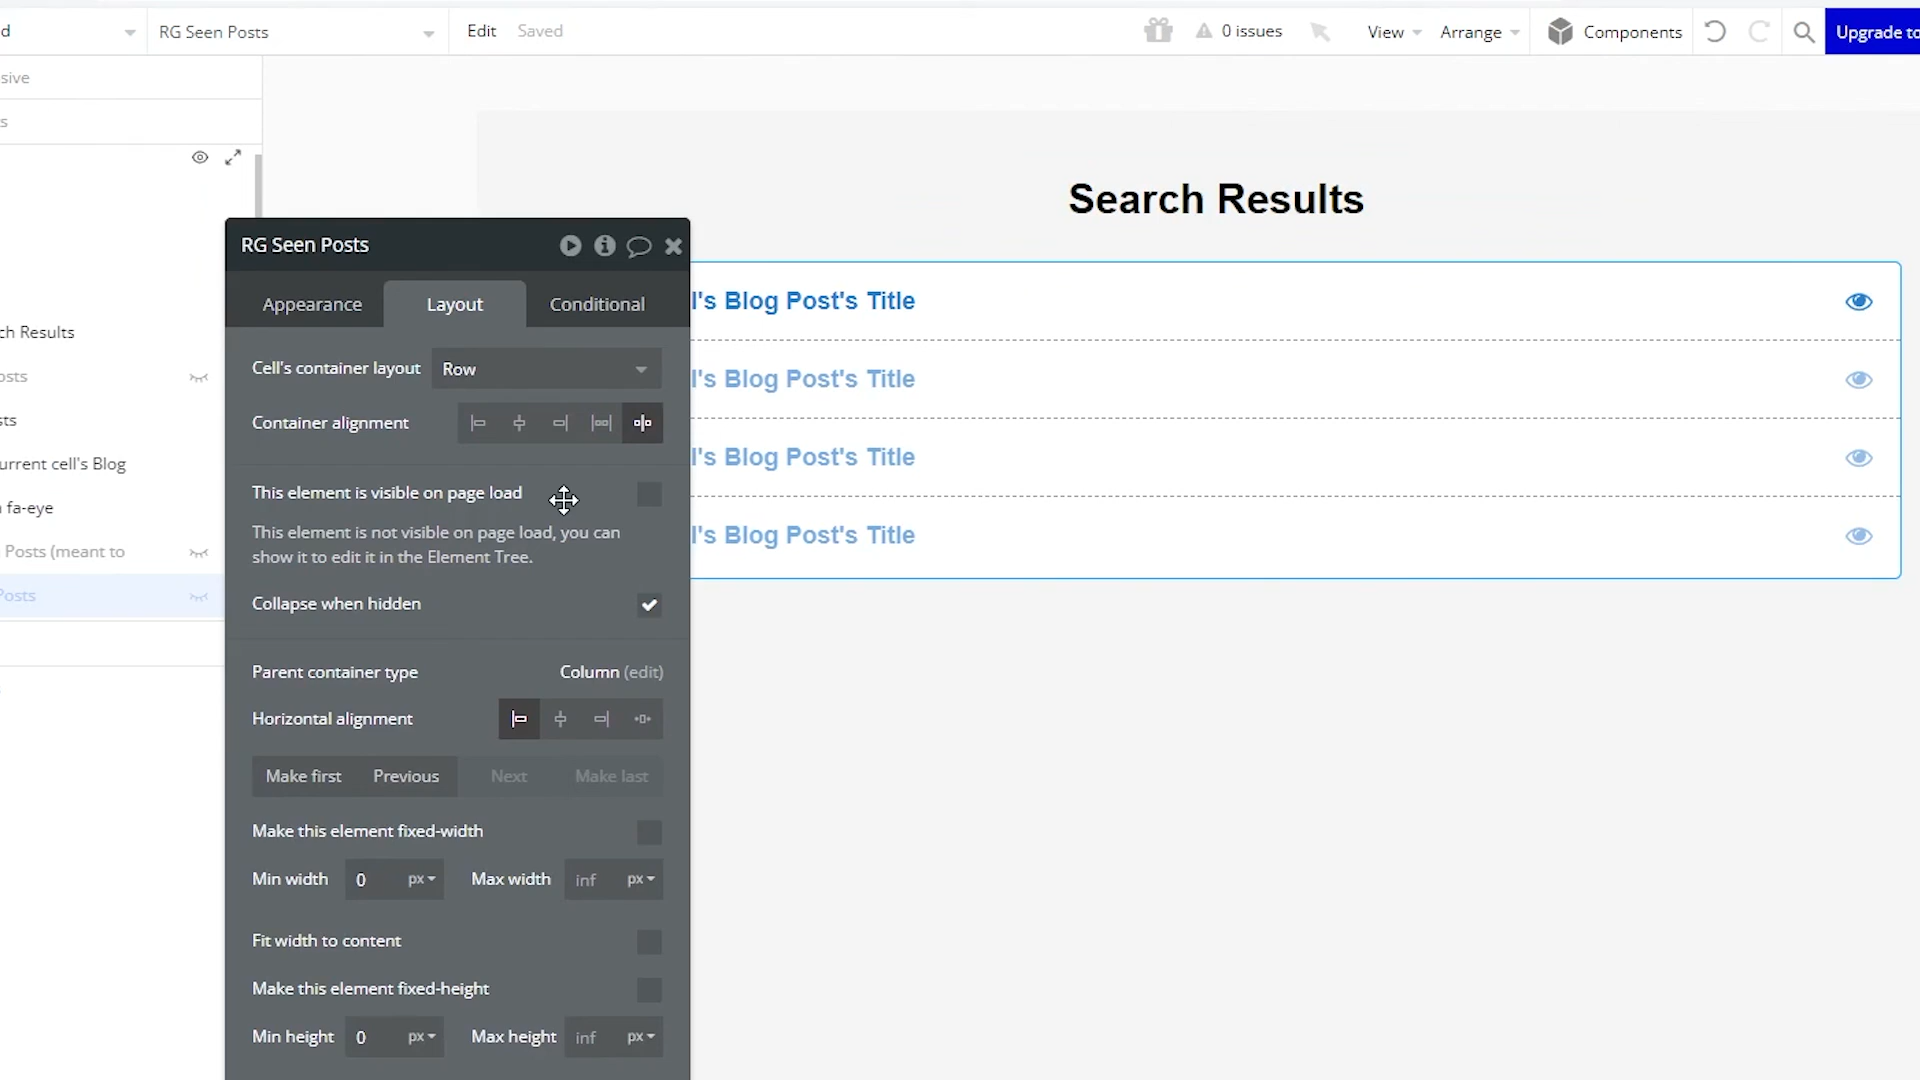 d
RG Seen Posts
Edit
Saved
0 issues
View
Arrange
Components
Upgrade to
sive
s
Search Results
RG Seen Posts
Appearance
Layout
Conditional
l's Blog Post's Title
ch Results
Cell's container layout
Row
l's Blog Post's Title
osts
sts
Container alignment
urrent cell's Blog
l's Blog Post's Title
fa-eye
This element is visible on page load
Posts (meant to
This element is not visible on page load, you can
show it to edit it in the Element Tree.
l's Blog Post's Title
Posts
Collapse when hidden
Parent container type
Column (edit)
Horizontal alignment
Make first
Previous
Next
Make last
Make this element fixed-width
Min width
0
px
Max width
inf
px
Fit width to content
Make this element fixed-height
Min height
0
px
Max height
inf
px